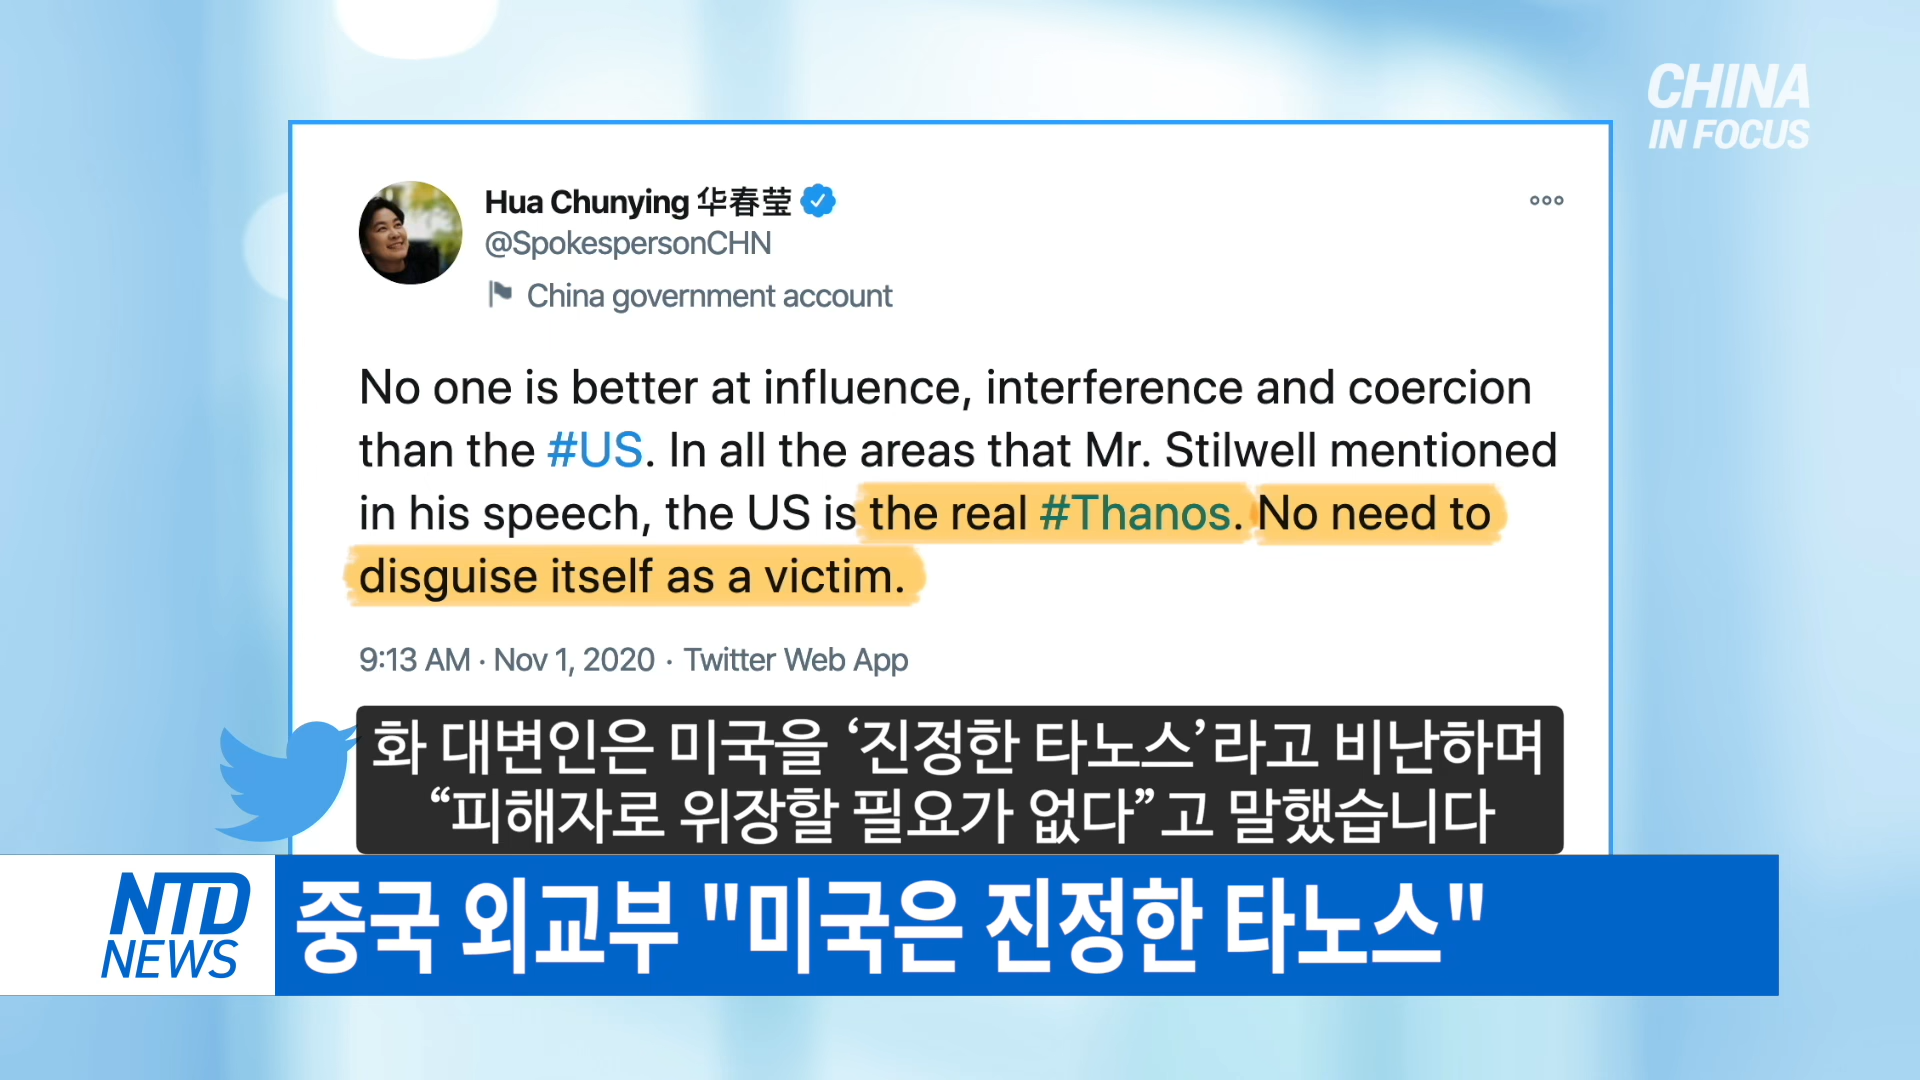 CHINA
IN FOCUS
Hua Chunying 华春莹
@SpokespersonCHN
China government account
No one is better at influence, interference and coercion
than the #US. In all the areas that Mr. Stilwell mentioned
in his speech, the US is the real #Thanos. No need to
disguise itself as a victim.
9:13 AM · Nov 1, 2020 · Twitter Web App
화 대변인은 미국을 ‘진정한 타노스’라고 비난하며
“피해자로 위장할 필요가 없다”고 말했습니다
NTD
NEWS
중국 외교부 "미국은 진정한 타노스"